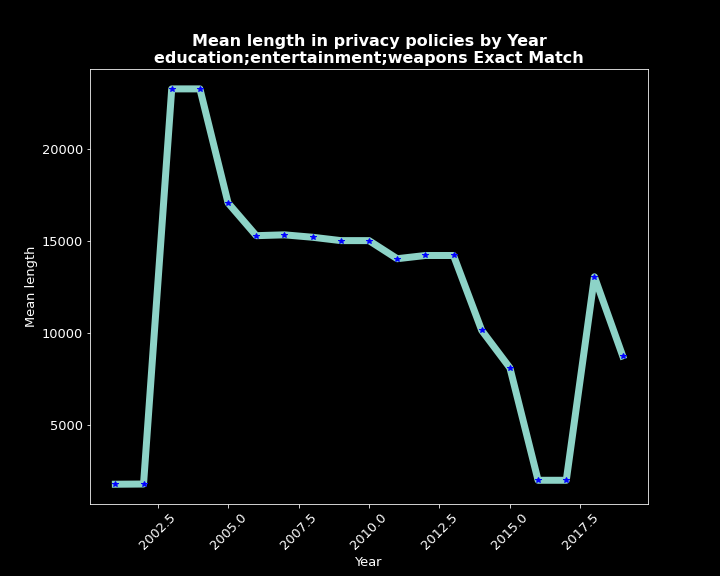 Mean length in privacy policies by Year
education;entertainment;weapons Exact Match
20000
15000
10000
5000
Mean length
2002.5
2005.0
2007.5
2010.0
2012.5
2015.0
2017.5
Year